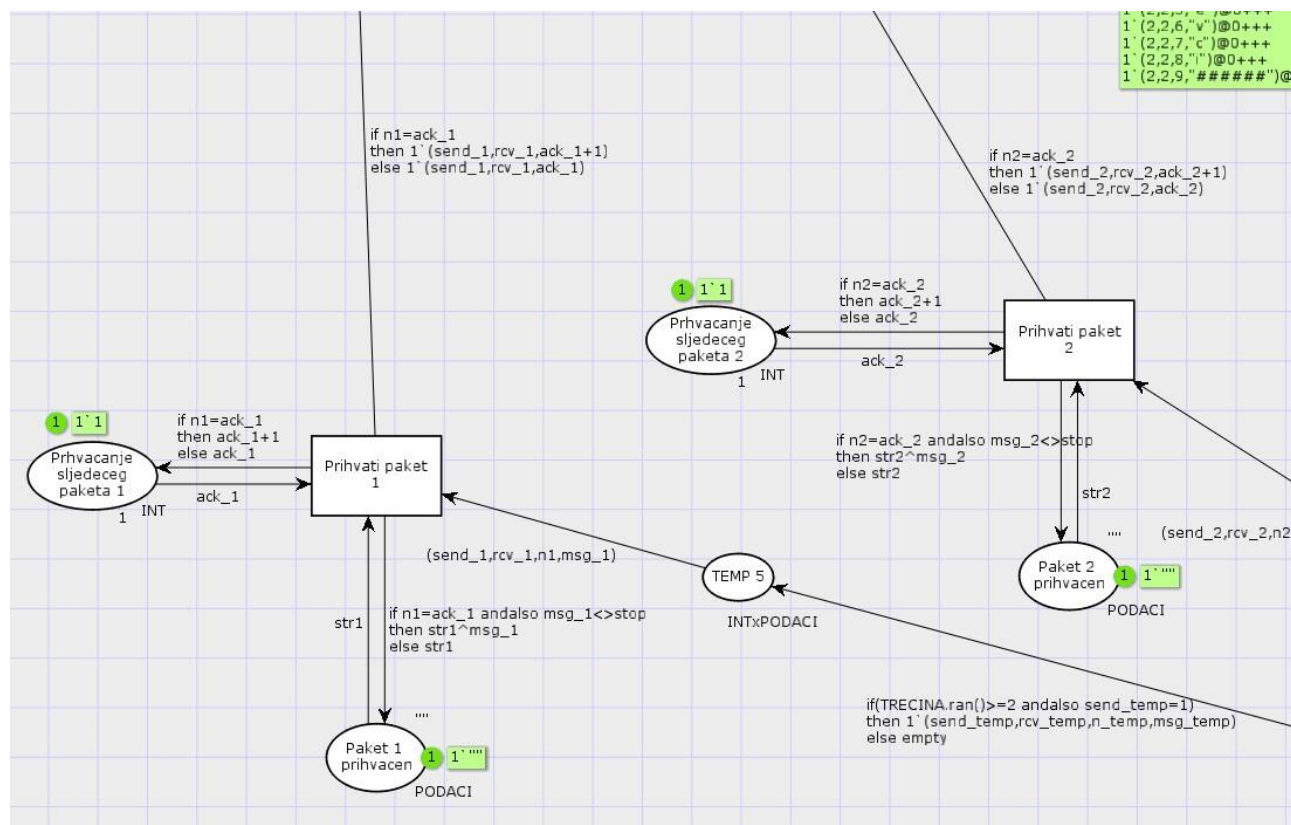 1`(2,2,6,"v")@0+++
1`(2,2,7,"c")@0+++
1`(2,2,8,"i")@0+++
1`(2,2,9,"######")@
if n1=ack_1
then 1`(send_1,rcv_1,ack_1+1)
else 1`(send_1,rcv_1,ack_1)
if n2=ack_2
then 1`(send_2,rcv_2,ack_2+1)
else 1`(send_2,rcv_2,ack_2)
1
1`1
Prhvacanje
sljedeceg
paketa 2
1
INT
if n2=ack_2
then ack_2+1
else ack_2
ack_2
Prihvati paket
2
1
1`1
Prhvacanje
sljedeceg
paketa 1
1
INT
if n1=ack_1
then ack_1+1
else ack_1
ack_1
Prihvati paket
1
if n2=ack_2 andalso msg_2<>stop
then str2^msg_2
else str2
str2
(send_2,rcv_2,n2
""
Paket 2
prihvacen
1
1`""
PODACI
(send_1,rcv_1,n1,msg_1)
TEMP 5
INTxPODACI
str1
if n1=ack_1 andalso msg_1<>stop
then str1^msg_1
else str1
if(TRECINA.ran()>=2 andalso send_temp=1)
then 1`(send_temp,rcv_temp,n_temp,msg_temp)
else empty
""
Paket 1
prihvacen
1
1`""
PODACI